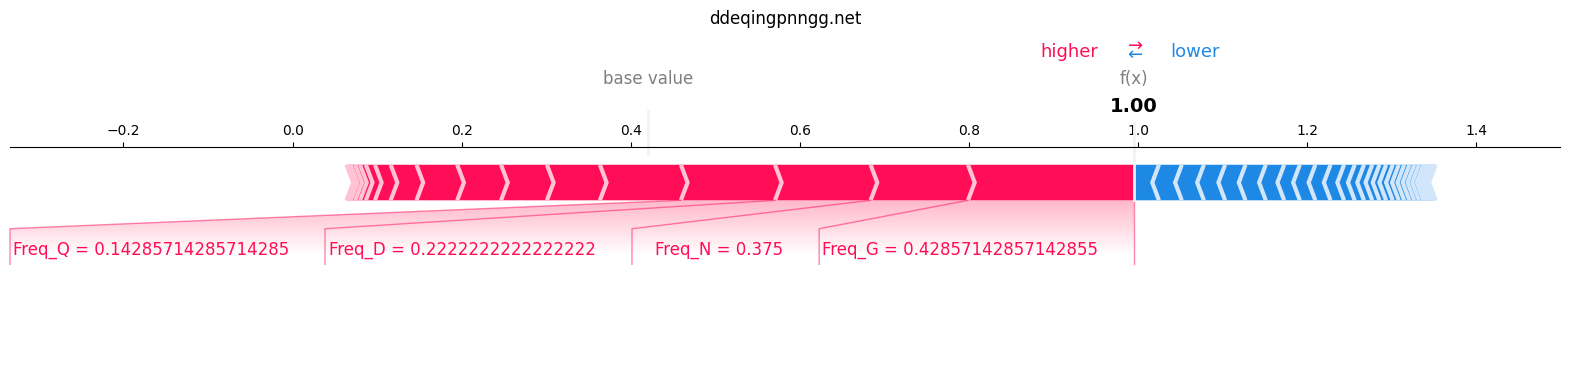 ddeqingpnngg.net
higher ⇄ lower
base value f(x)
1.00
−0.2 0.0 0.2 0.4 0.6 0.8 1.0 1.2 1.4
Freq_Q = 0.14285714285714285 Freq_D = 0.2222222222222222 Freq_N = 0.375 Freq_G = 0.42857142857142855